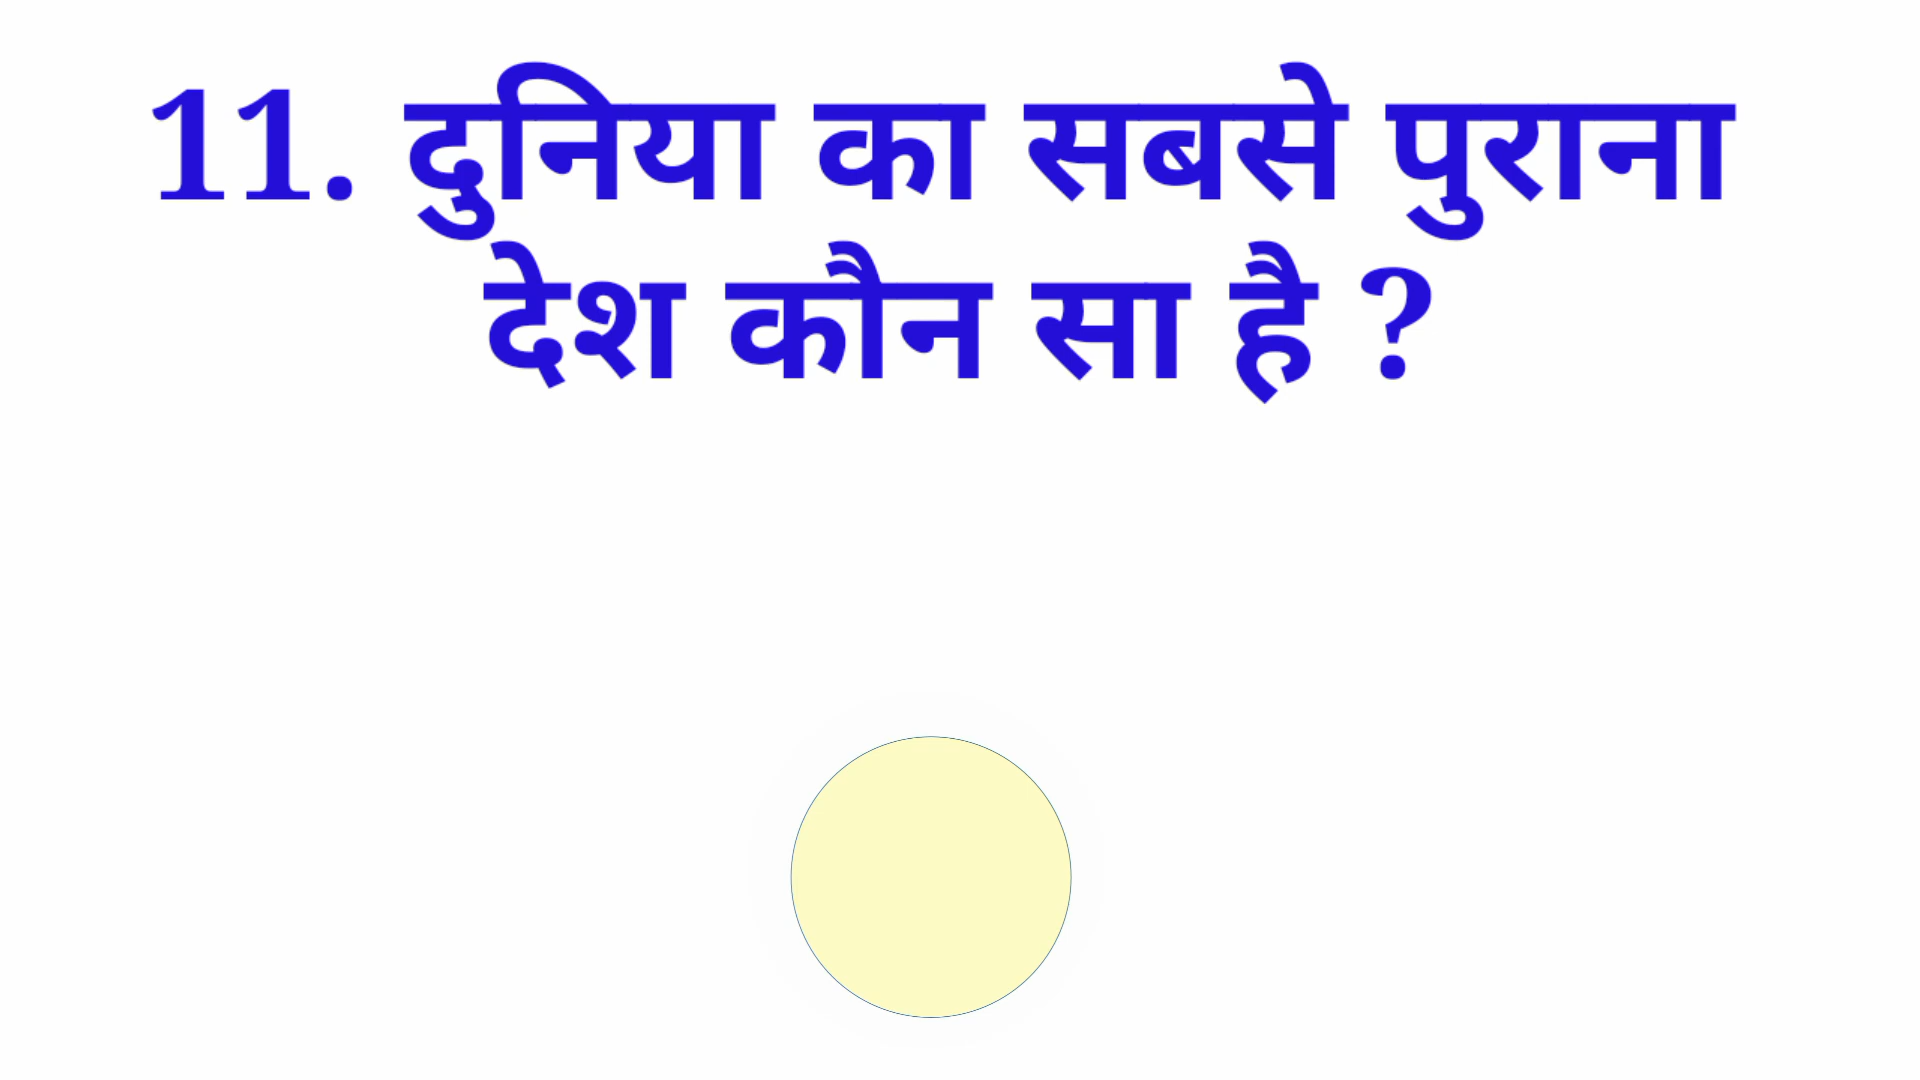 11. दुनिया का सबसे पुराना
देश कौन सा है ?